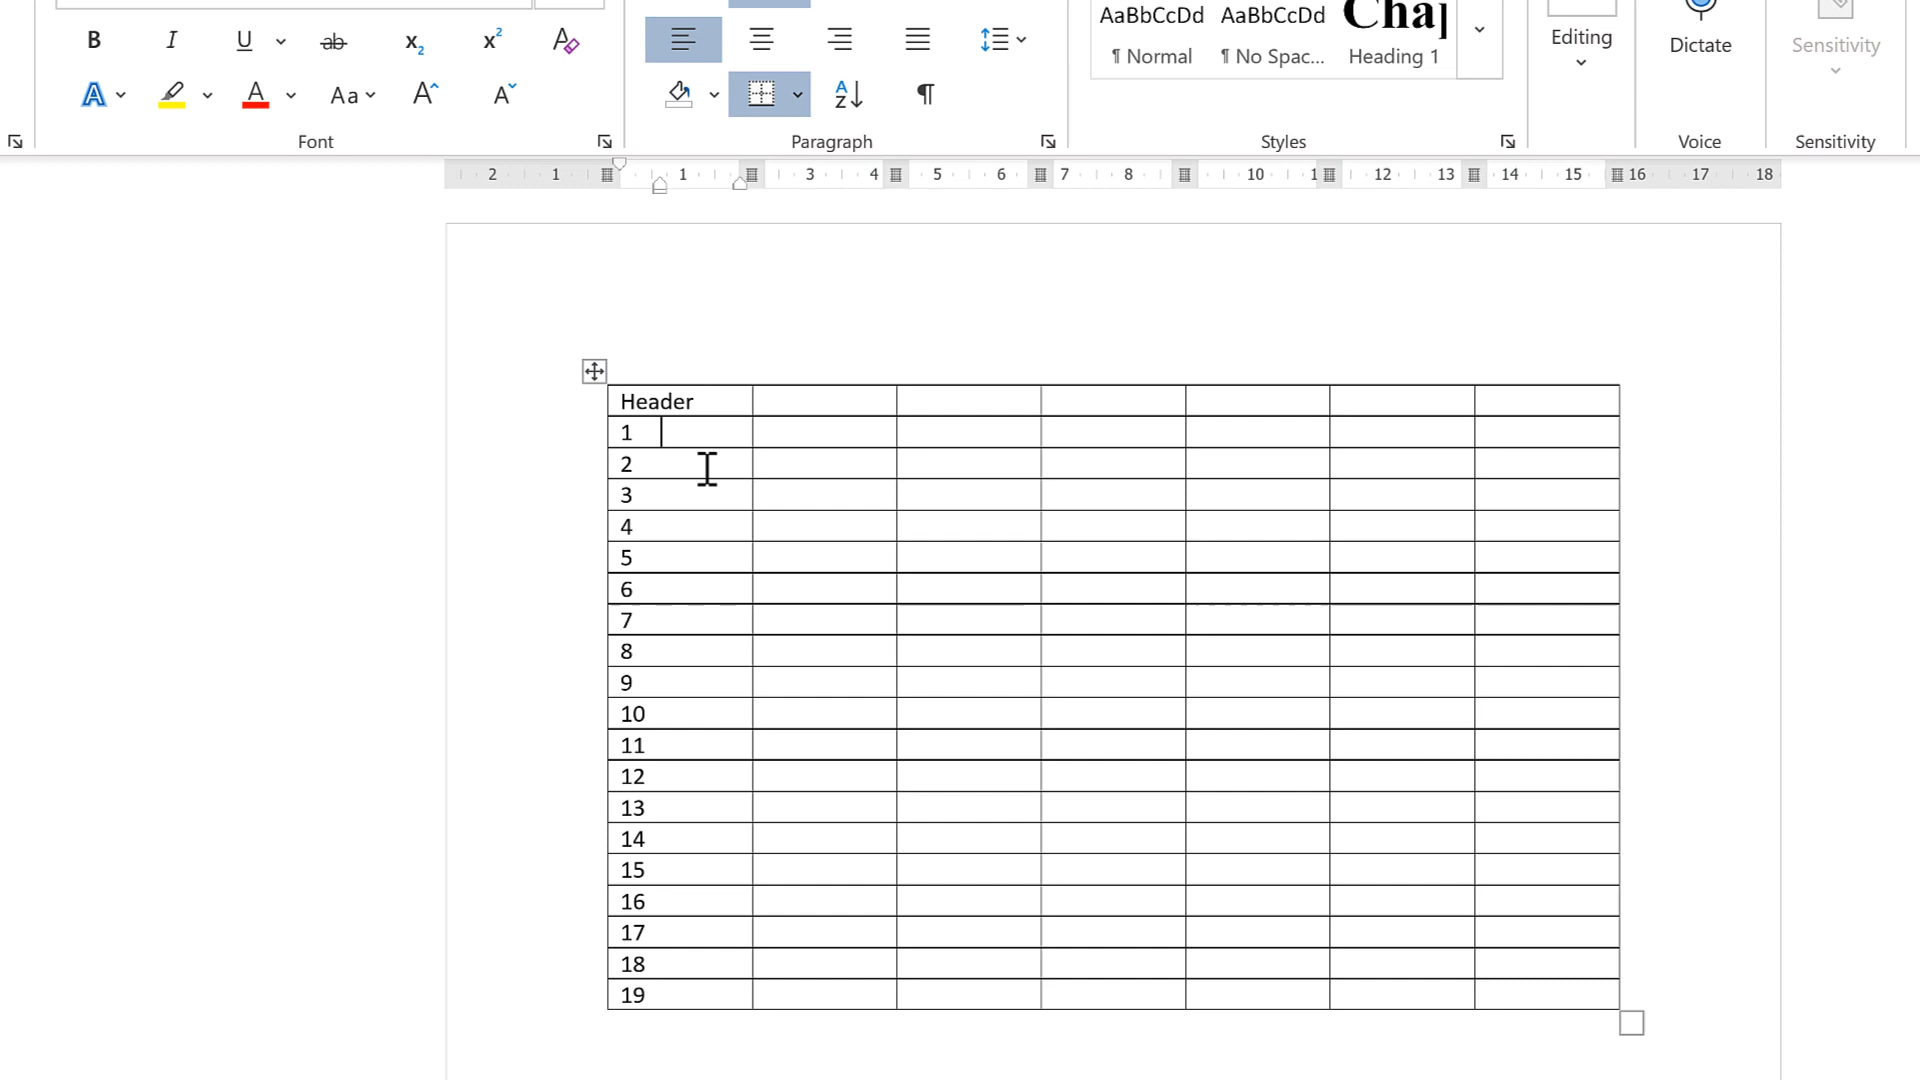 B I U ab x₂ x² A
A A Aa A A
Font
A Z ¶
Paragraph
AaBbCcDd AaBbCcDd Chap
¶ Normal ¶ No Spac... Heading 1
Styles
Editing
Dictate
Voice
Sensitivity
Sensitivity
2 1 1 3 4 5 6 7 8 10 1 12 13 14 15 16 17 18
Header
1
2
3
4
5
6
7
8
9
10
11
12
13
14
15
16
17
18
19